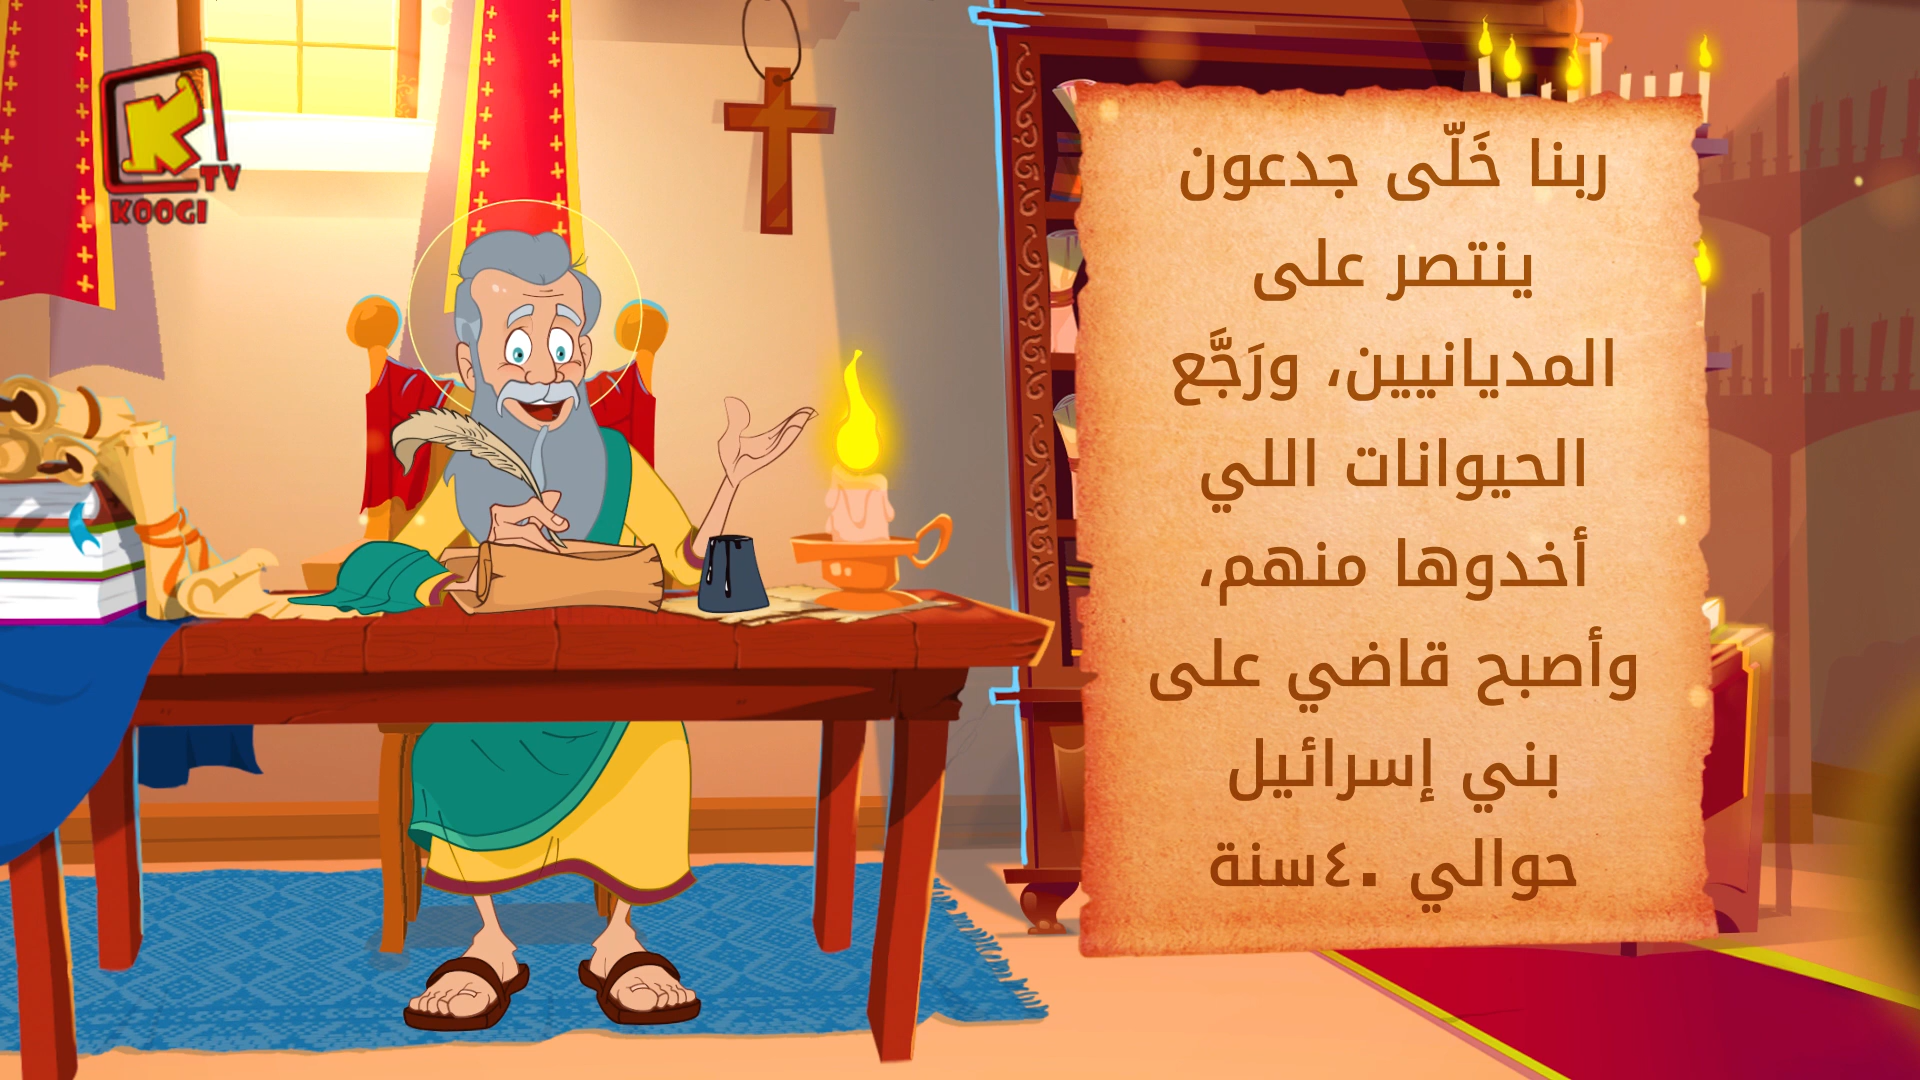 K
TV
KOOGI
ربنا خَلّى جدعون
ينتصر على
المديانيين، ورَجَّع
الحيوانات اللي
أخدوها منهم،
وأصبح قاضي على
بني إسرائيل
حوالي ٤٠سنة